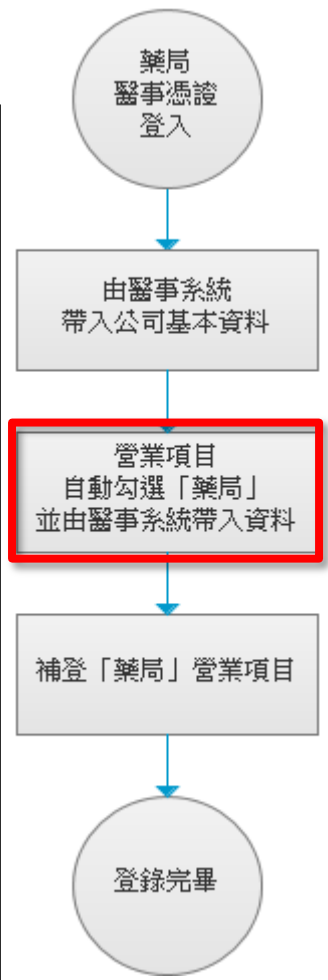 藥局
醫事憑證
登入
由醫事系統
帶入公司基本資料
營業項目
自動勾選「藥局」
並由醫事系統帶入資料
補登「藥局」營業項目
登錄完畢